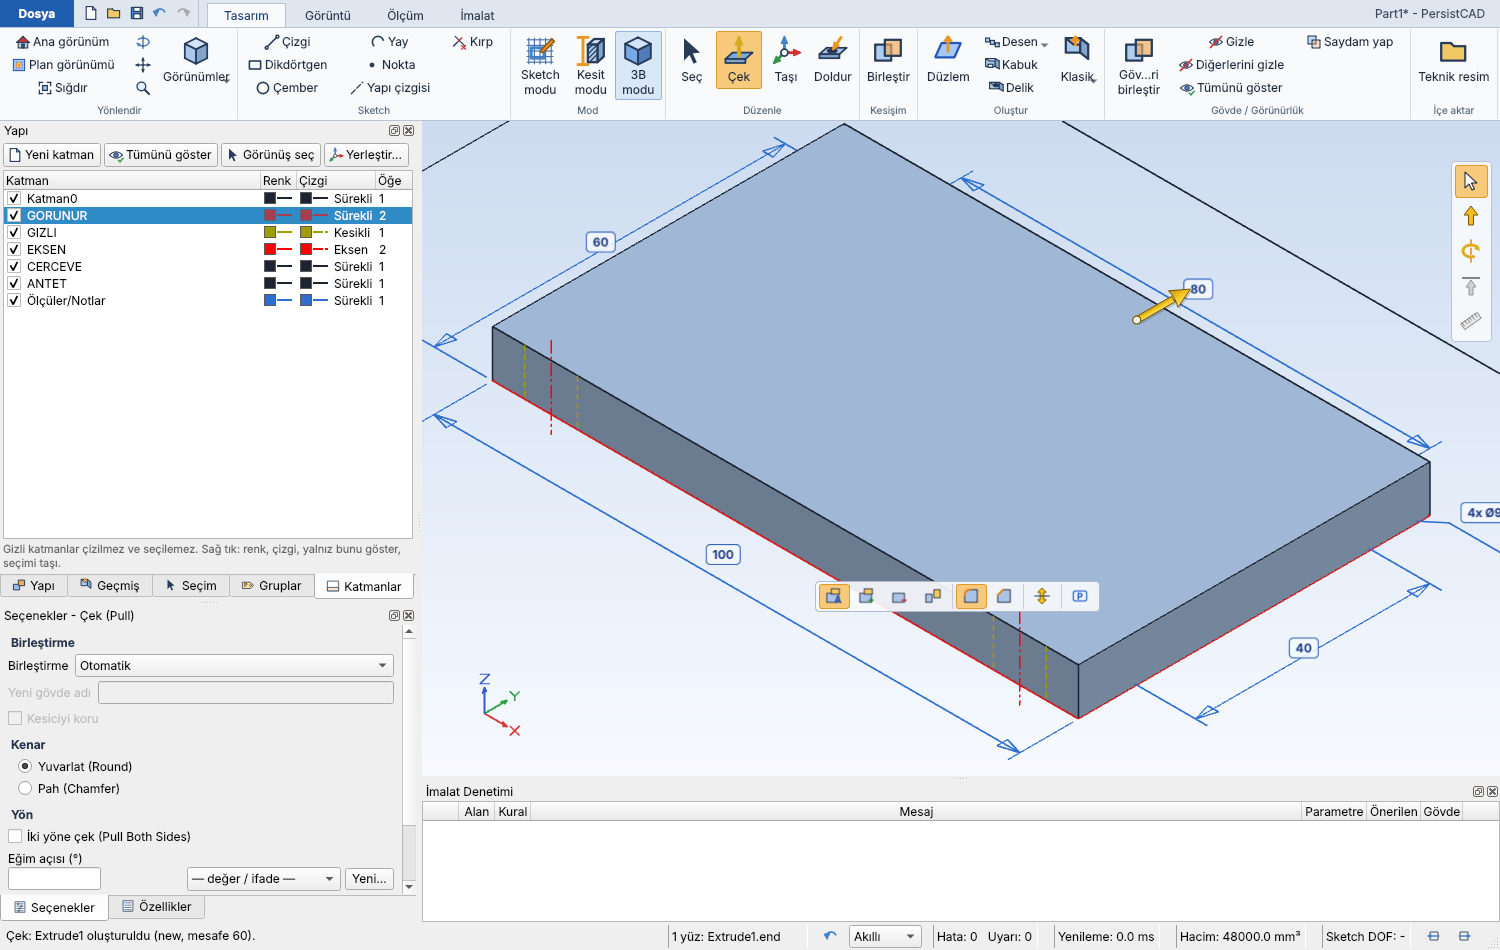 Dosya
Tasarım Görüntü Ölçüm İmalat
Part1* - PersistCAD
Ana görünüm
Plan görünümü
Sığdır
Görünümler
Yönlendir
Çizgi
Dikdörtgen
Çember
Yay
Nokta
Yapı çizgisi
Kırp
Sketch
Sketch modu
Kesit modu
3B modu
Mod
Seç
Çek
Taşı
Doldur
Düzenle
Birleştir
Kesişim
Düzlem
Desen
Kabuk
Delik
Klasik
Oluştur
Göv...ri birleştir
Gizle
Diğerlerini gizle
Tümünü göster
Saydam yap
Gövde / Görünürlük
Teknik resim
İçe aktar
Yapı
Yeni katman
Tümünü göster
Görünüş seç
Yerleştir...
Katman Renk Çizgi Öğe
Katman0 Sürekli 1
GORUNUR Sürekli 2
GIZLI Kesikli 1
EKSEN Eksen 2
CERCEVE Sürekli 1
ANTET Sürekli 1
Ölçüler/Notlar Sürekli 1
Gizli katmanlar çizilmez ve seçilemez. Sağ tık: renk, çizgi, yalnız bunu göster,
seçimi taşı.
Yapı Geçmiş Seçim Gruplar Katmanlar
Seçenekler - Çek (Pull)
Birleştirme
Birleştirme Otomatik
Yeni gövde adı
Kesiciyi koru
Kenar
Yuvarlat (Round)
Pah (Chamfer)
Yön
İki yöne çek (Pull Both Sides)
Eğim açısı (°)
— değer / ifade — Yeni...
Seçenekler Özellikler
60
80
4x Ø9
100
40
P
Z
Y
X
İmalat Denetimi
Alan Kural Mesaj Parametre Önerilen Gövde
Çek: Extrude1 oluşturuldu (new, mesafe 60).
1 yüz: Extrude1.end
Akıllı
Hata: 0 Uyarı: 0
Yenileme: 0.0 ms
Hacim: 48000.0 mm³
Sketch DOF: -